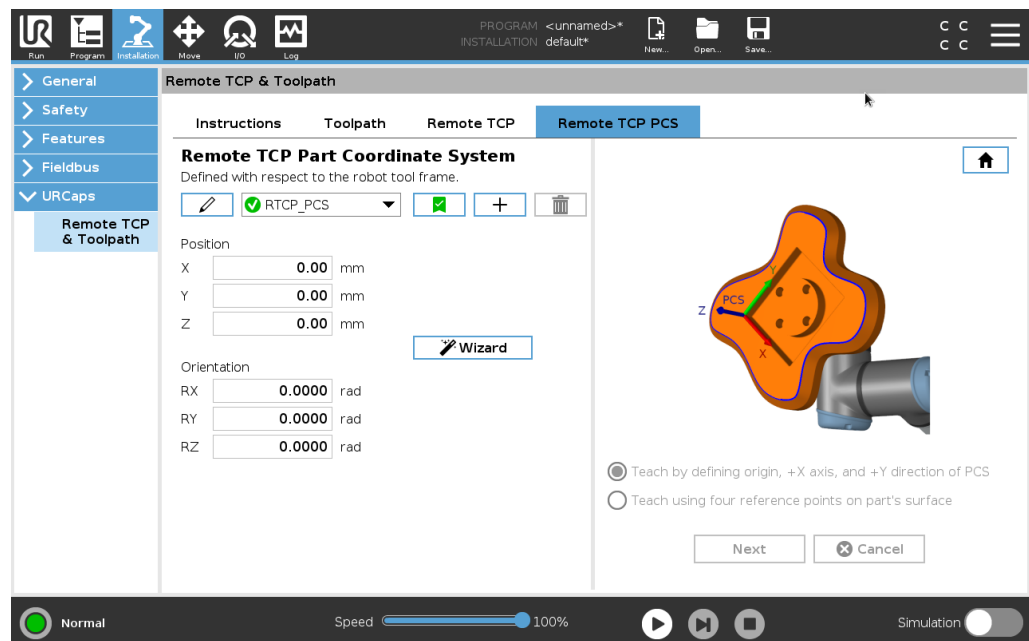 PROGRAM <unnamed>*
INSTALLATION default*
UR
Run
Program
Installation
Move
I/O
Log
New...
Open...
Save...
C C
C C
General
Safety
Features
Fieldbus
URCaps
Remote TCP
& Toolpath
Remote TCP & Toolpath
Instructions Toolpath Remote TCP Remote TCP PCS
Remote TCP Part Coordinate System
Defined with respect to the robot tool frame.
RTCP_PCS
Position
X 0.00 mm
Y 0.00 mm
Z 0.00 mm
Wizard
Orientation
RX 0.0000 rad
RY 0.0000 rad
RZ 0.0000 rad
Y
PCS
Z
X
Teach by defining origin, +X axis, and +Y direction of PCS
Teach using four reference points on part's surface
Next
Cancel
Normal
Speed 100%
Simulation